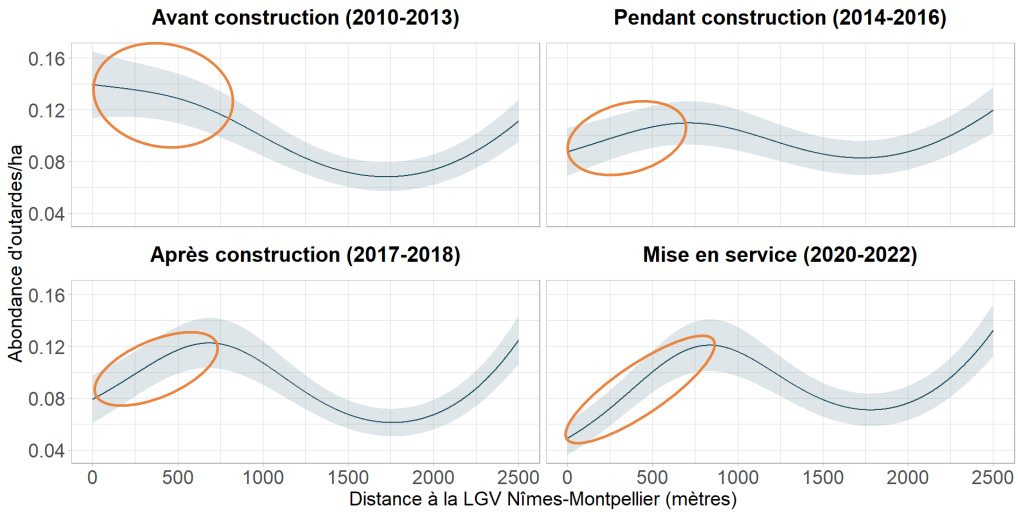 Avant construction (2010-2013)
Pendant construction (2014-2016)
0.16
0.12
0.08
0.04
Abondance d'outardes/ha
Après construction (2017-2018)
Mise en service (2020-2022)
0.16
0.12
0.08
0.04
0 500 1000 1500 2000 2500
0 500 1000 1500 2000 2500
Distance à la LGV Nîmes-Montpellier (mètres)